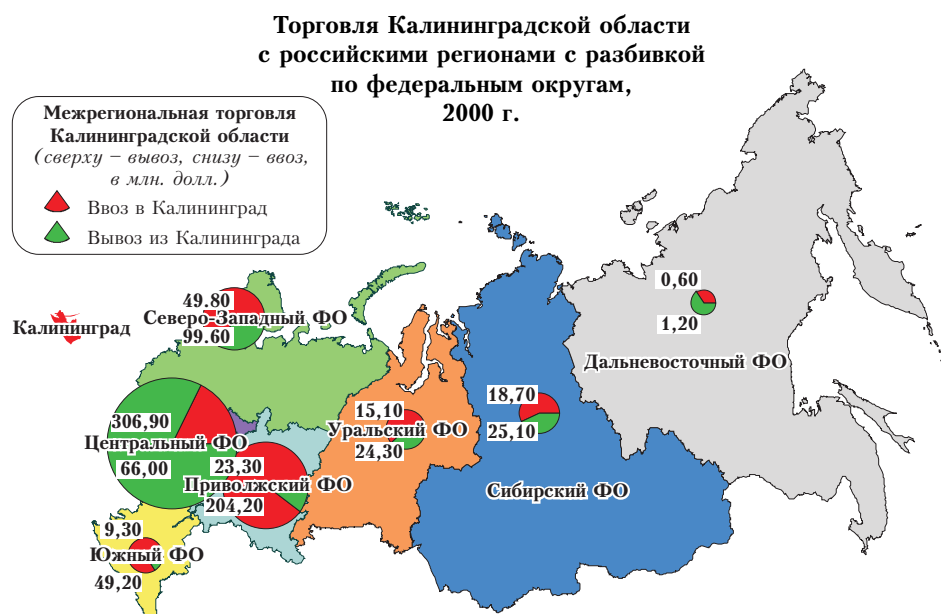 Торговля Калининградской области
с российскими регионами с разбивкой
по федеральным округам,
2000 г.
Межрегиональная торговля
Калининградской области
(сверху – вывоз, снизу – ввоз,
в млн. долл.)
Ввоз в Калининград
Вывоз из Калининграда
Калининград
49.80
Северо-Западный ФО
99.60
0,60
1,20
Дальневосточный ФО
306,90
Центральный ФО
66,00
15,10
Уральский ФО
24,30
18,70
25,10
Сибирский ФО
23,30
Приволжский ФО
204,20
9,30
Южный ФО
49,20